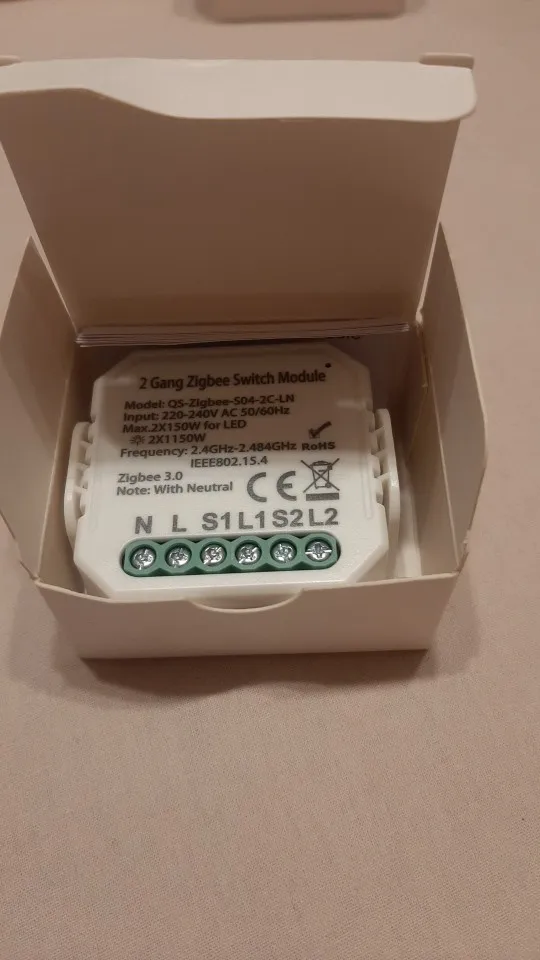 2 Gang Zigbee Switch Module
Model: QS-Zigbee-S04-2C-LN
Input: 220-240V AC 50/60Hz
Max.2X150W for LED
2X1150W
Frequency: 2.4GHz-2.484GHz RoHS
IEEE802.15.4
Zigbee 3.0
Note: With Neutral CE
N L S1 L1 S2 L2